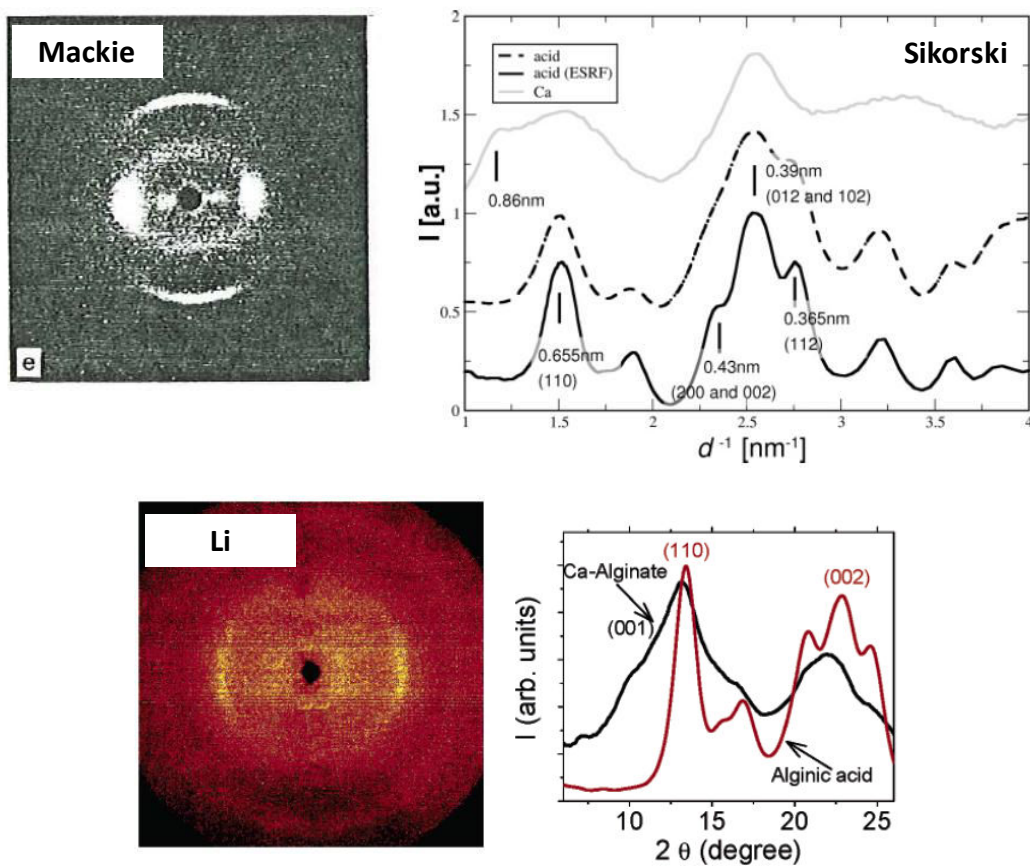 Mackie
e
Sikorski
acid
acid (ESRF)
Ca
I [a.u.]
2
1.5
1
0.5
0
0.86nm
0.39nm
(012 and 102)
0.655nm
(110)
0.43nm
(200 and 002)
0.365nm
(112)
1
1.5
2
2.5
3
3.5
4
d -1 [nm-1]
Li
I (arb. units)
(110)
Ca-Alginate
(001)
(002)
Alginic acid
10
15
20
25
2 θ (degree)